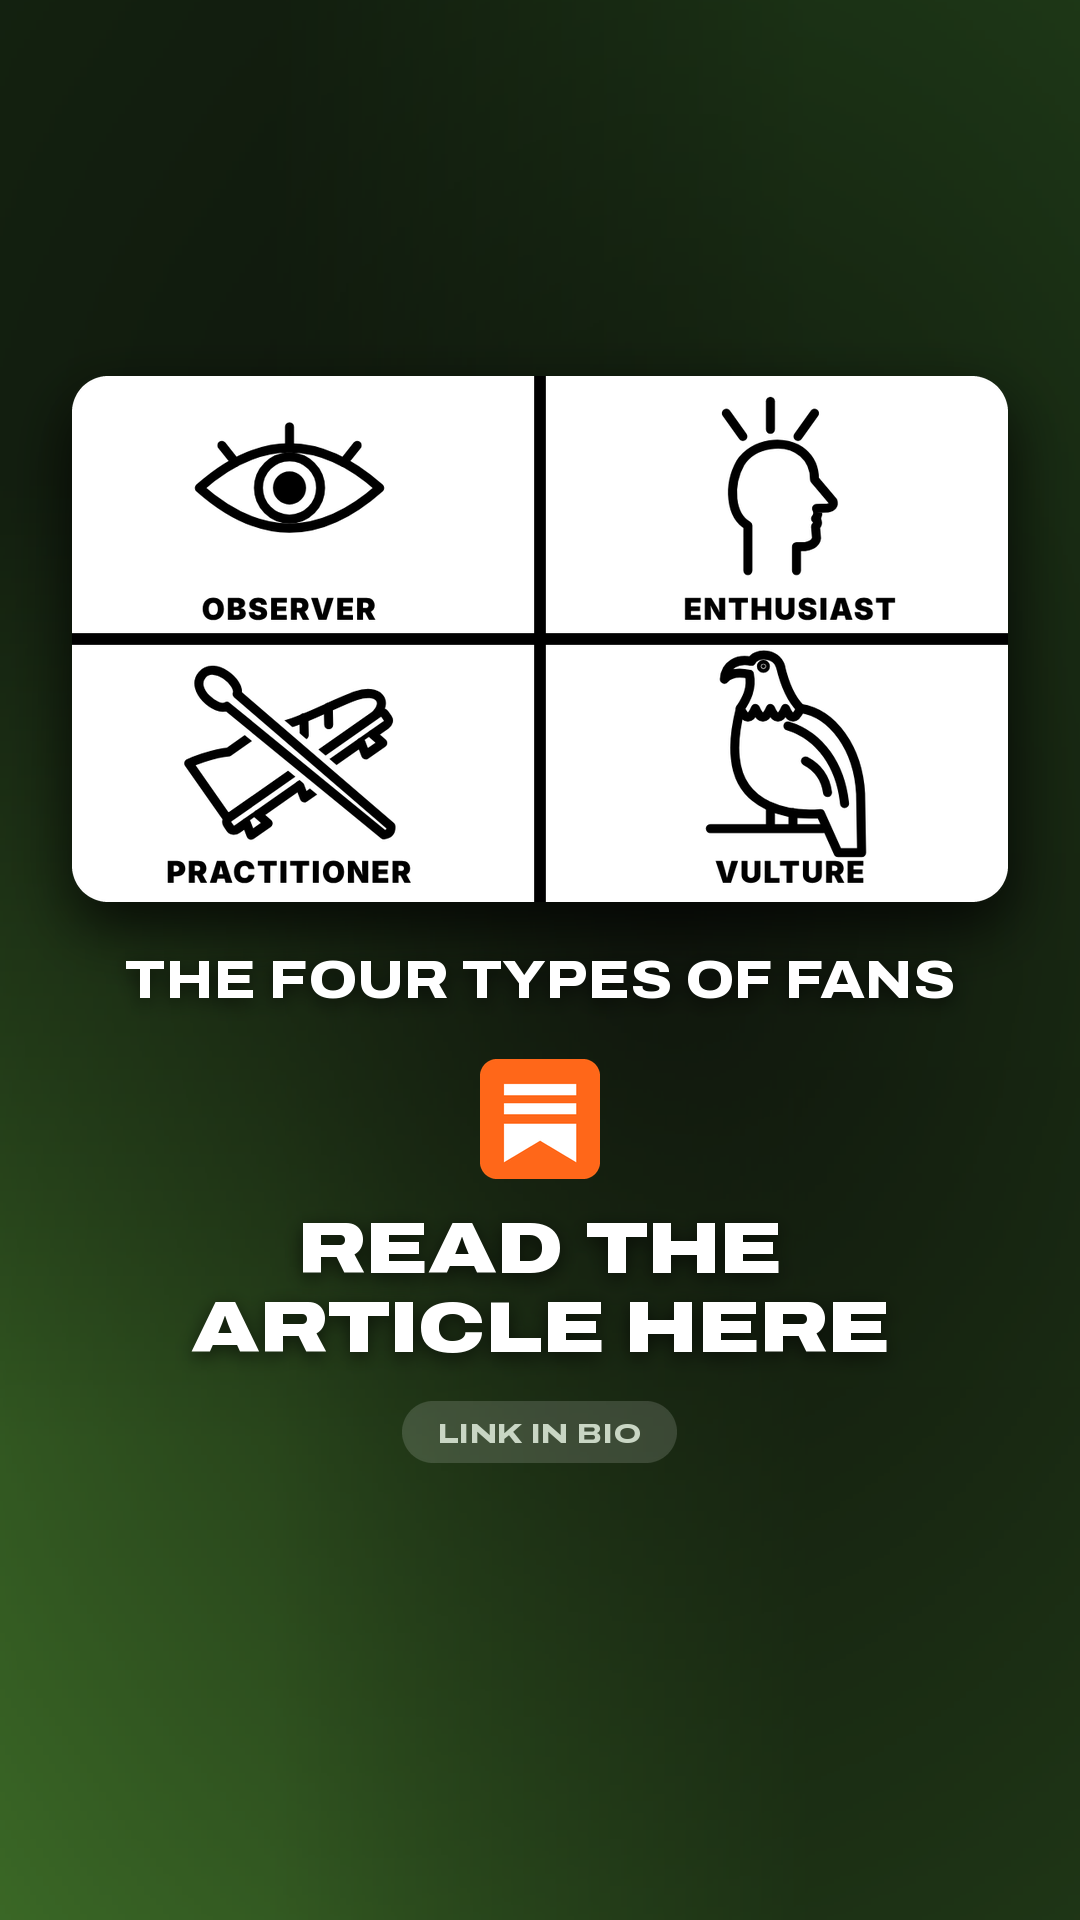 OBSERVER
ENTHUSIAST
PRACTITIONER
VULTURE
THE FOUR TYPES OF FANS
READ THE
ARTICLE HERE
LINK IN BIO